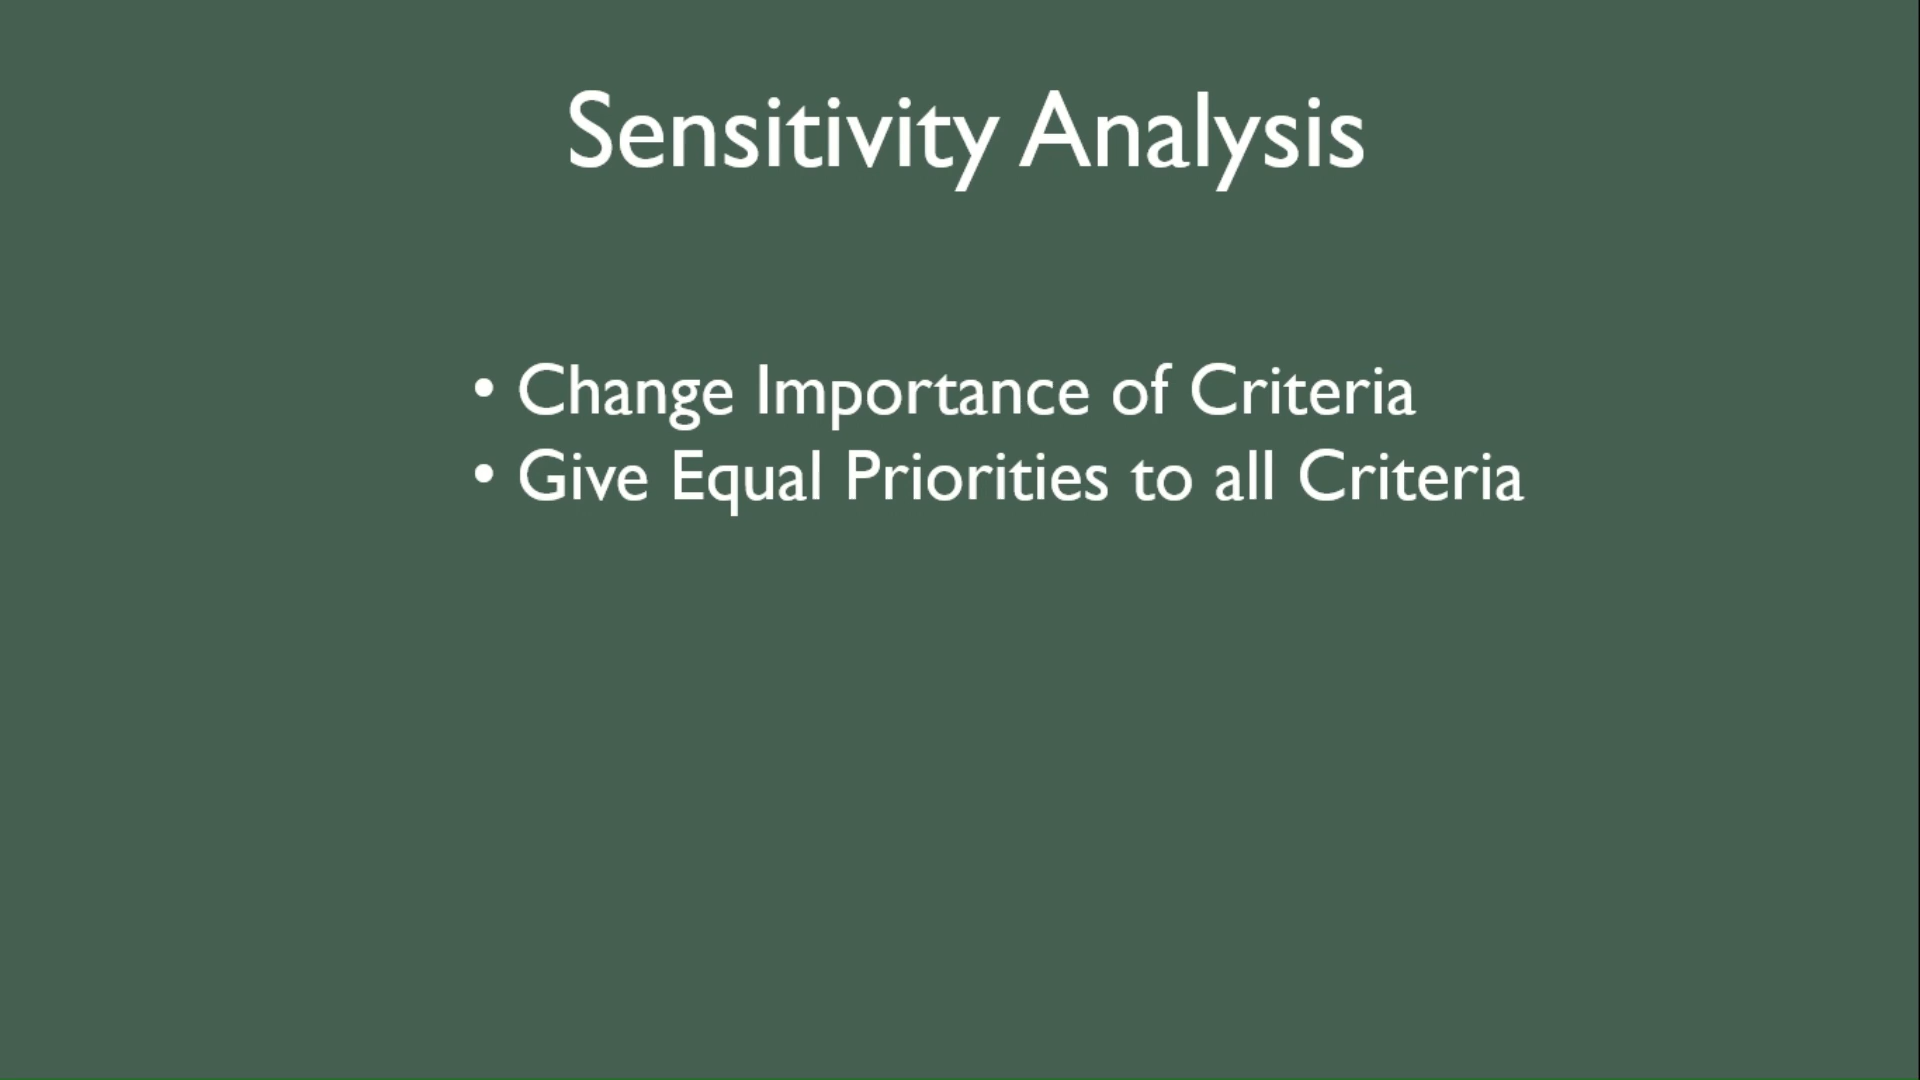 Sensitivity Analysis
• Change Importance of Criteria
• Give Equal Priorities to all Criteria